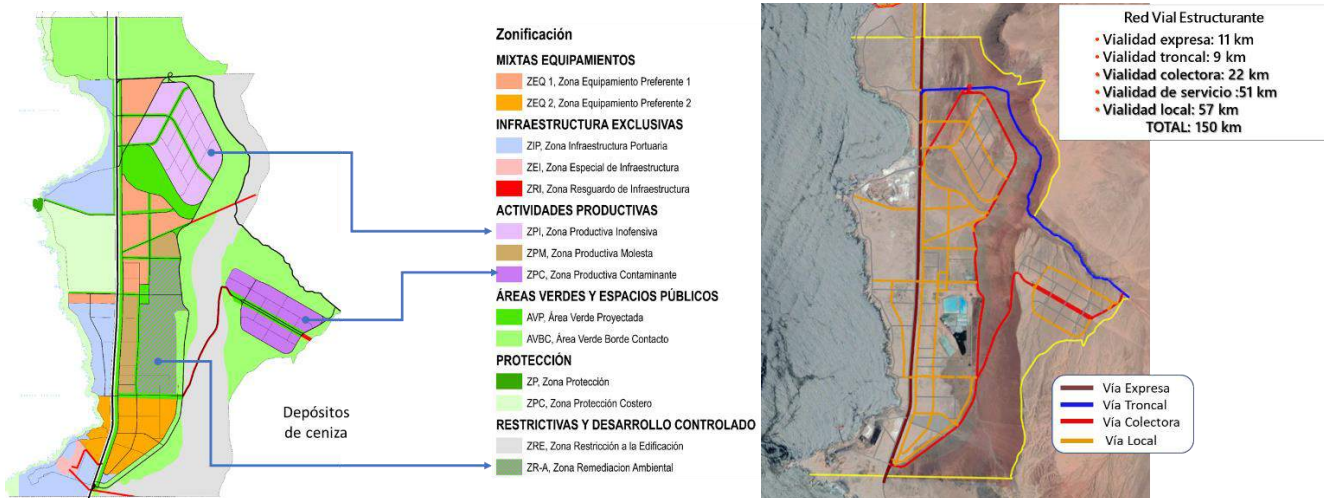 Zonificación
MIXTAS EQUIPAMIENTOS
ZEQ 1, Zona Equipamiento Preferente 1
ZEQ 2, Zona Equipamiento Preferente 2
INFRAESTRUCTURA EXCLUSIVAS
ZIP, Zona Infraestructura Portuaria
ZEI, Zona Especial de Infraestructura
ZRI, Zona Resguardo de Infraestructura
ACTIVIDADES PRODUCTIVAS
ZPI, Zona Productiva Inofensiva
ZPM, Zona Productiva Molesta
ZPC, Zona Productiva Contaminante
ÁREAS VERDES Y ESPACIOS PÚBLICOS
AVP, Área Verde Proyectada
AVBC, Área Verde Borde Contacto
PROTECCIÓN
ZP, Zona Protección
ZPC, Zona Protección Costero
RESTRICTIVAS Y DESARROLLO CONTROLADO
ZRE, Zona Restricción a la Edificación
ZR-A, Zona Remediacion Ambiental
Depósitos
de ceniza
Red Vial Estructurante
• Vialidad expresa: 11 km
• Vialidad troncal: 9 km
• Vialidad colectora: 22 km
• Vialidad de servicio :51 km
• Vialidad local: 57 km
TOTAL: 150 km
Vía Expresa
Vía Troncal
Vía Colectora
Vía Local